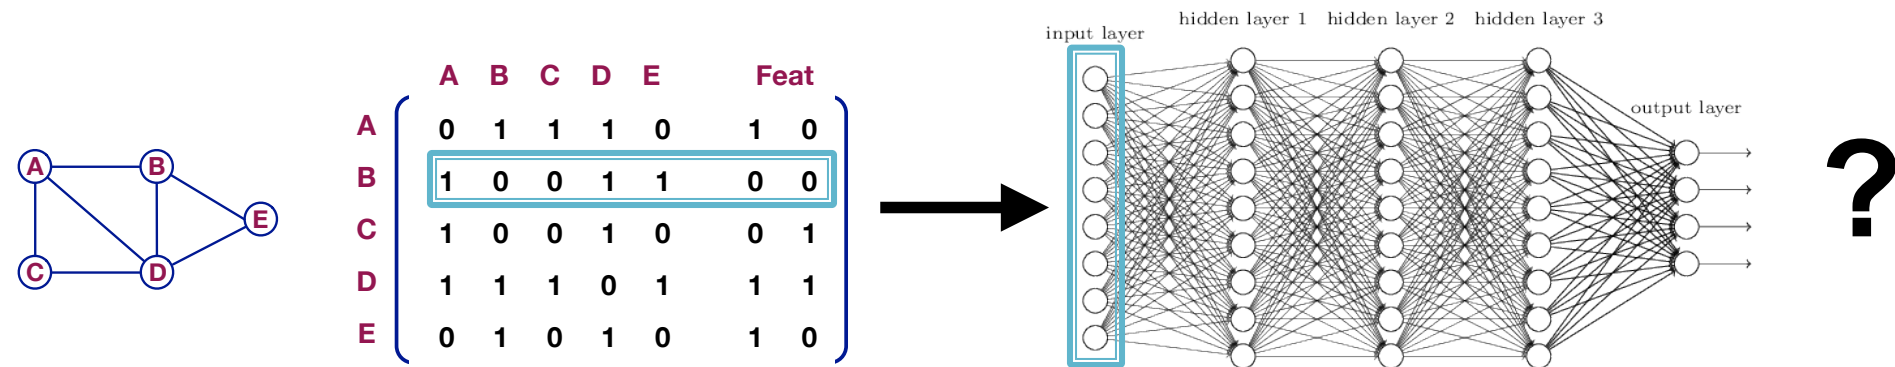 A B
E
C D
A B C D E Feat
A 0 1 1 1 0 1 0
B 1 0 0 1 1 0 0
C 1 0 0 1 0 0 1
D 1 1 1 0 1 1 1
E 0 1 0 1 0 1 0
input layer
hidden layer 1 hidden layer 2 hidden layer 3
output layer
?